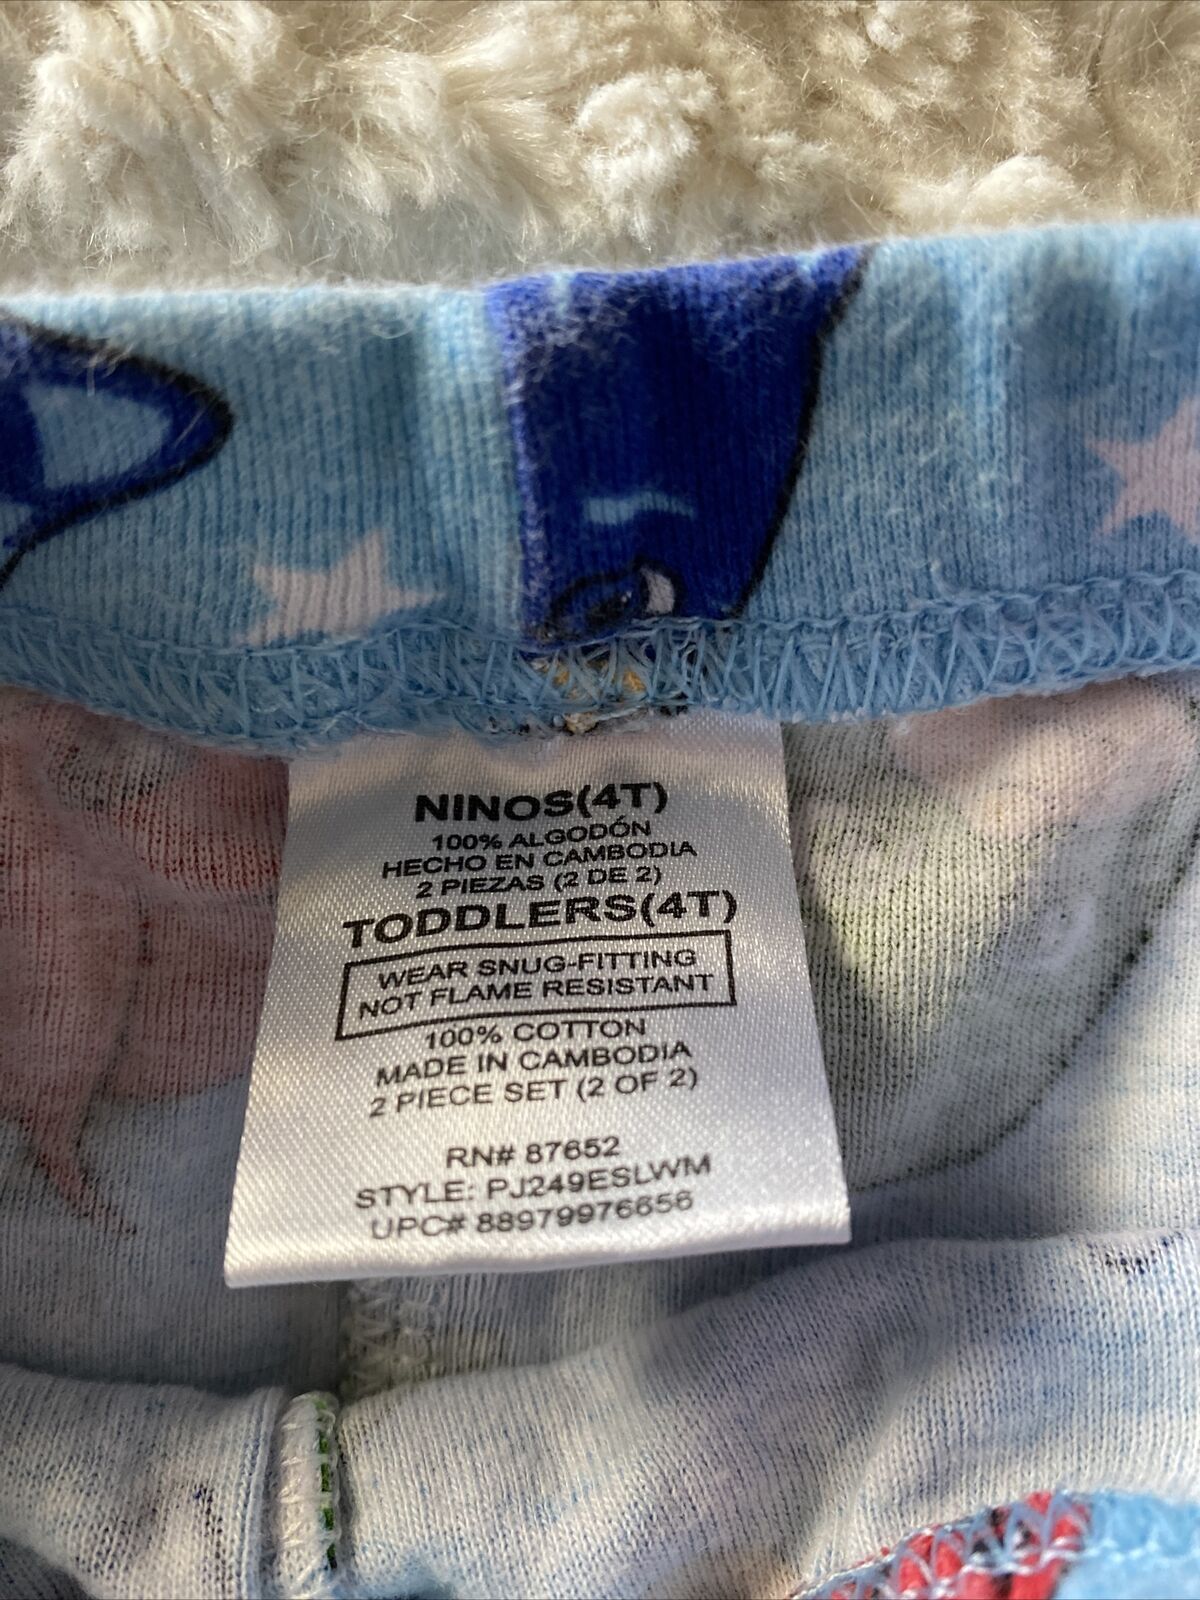 NINOS(4T)
100% ALGODÓN
HECHO EN CAMBODIA
2 PIEZAS (2 DE 2)
TODDLERS(4T)
WEAR SNUG-FITTING
NOT FLAME RESISTANT
100% COTTON
MADE IN CAMBODIA
2 PIECE SET (2 OF 2)
RN# 87652
STYLE: PJ249ESLWM
UPC# 88979976656